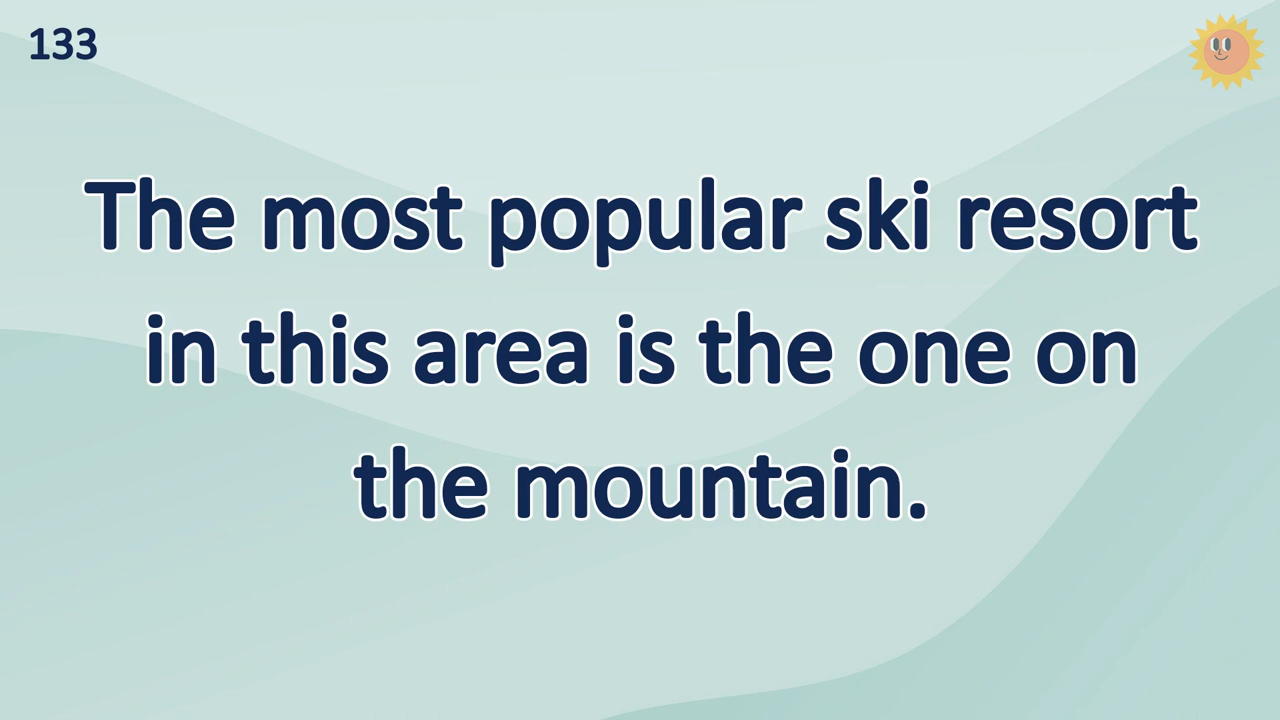 133
The most popular ski resort
in this area is the one on
the mountain.